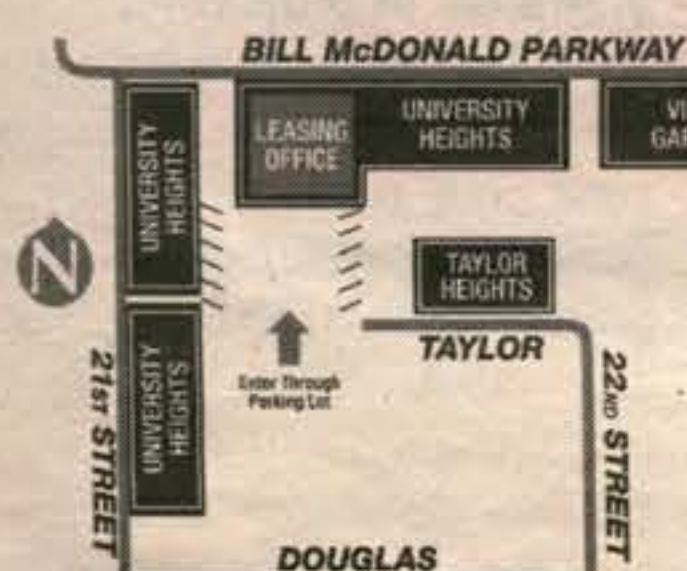 BILL McDONALD PARKWAY
UNIVERSITY
HEIGHTS
LEASING
OFFICE
UNIVERSITY
HEIGHTS
N
TAYLOR
HEIGHTS
TAYLOR
Enter Through
Parking Lot
UNIVERSITY
HEIGHTS
21ST STREET
22ND STREET
DOUGLAS